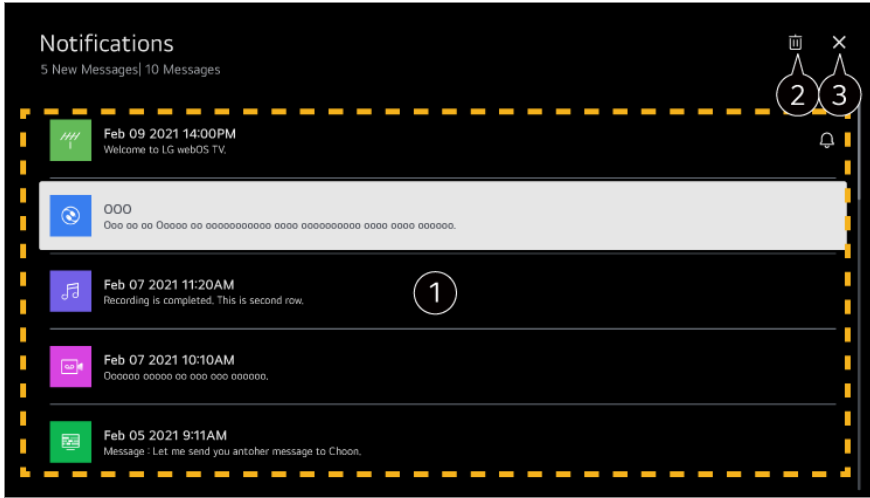 Notifications
5 New Messages| 10 Messages
2 3
Feb 09 2021 14:00PM
Welcome to LG webOS TV.
OOO
Ooo oo oo Ooooo oo ooooooooooo oooo oooooooooo oooo oooo oooooo.
Feb 07 2021 11:20AM
Recording is completed. This is second row.
1
Feb 07 2021 10:10AM
Oooooo ooooo oo ooo ooo oooooo.
Feb 05 2021 9:11AM
Message : Let me send you antoher message to Choon.